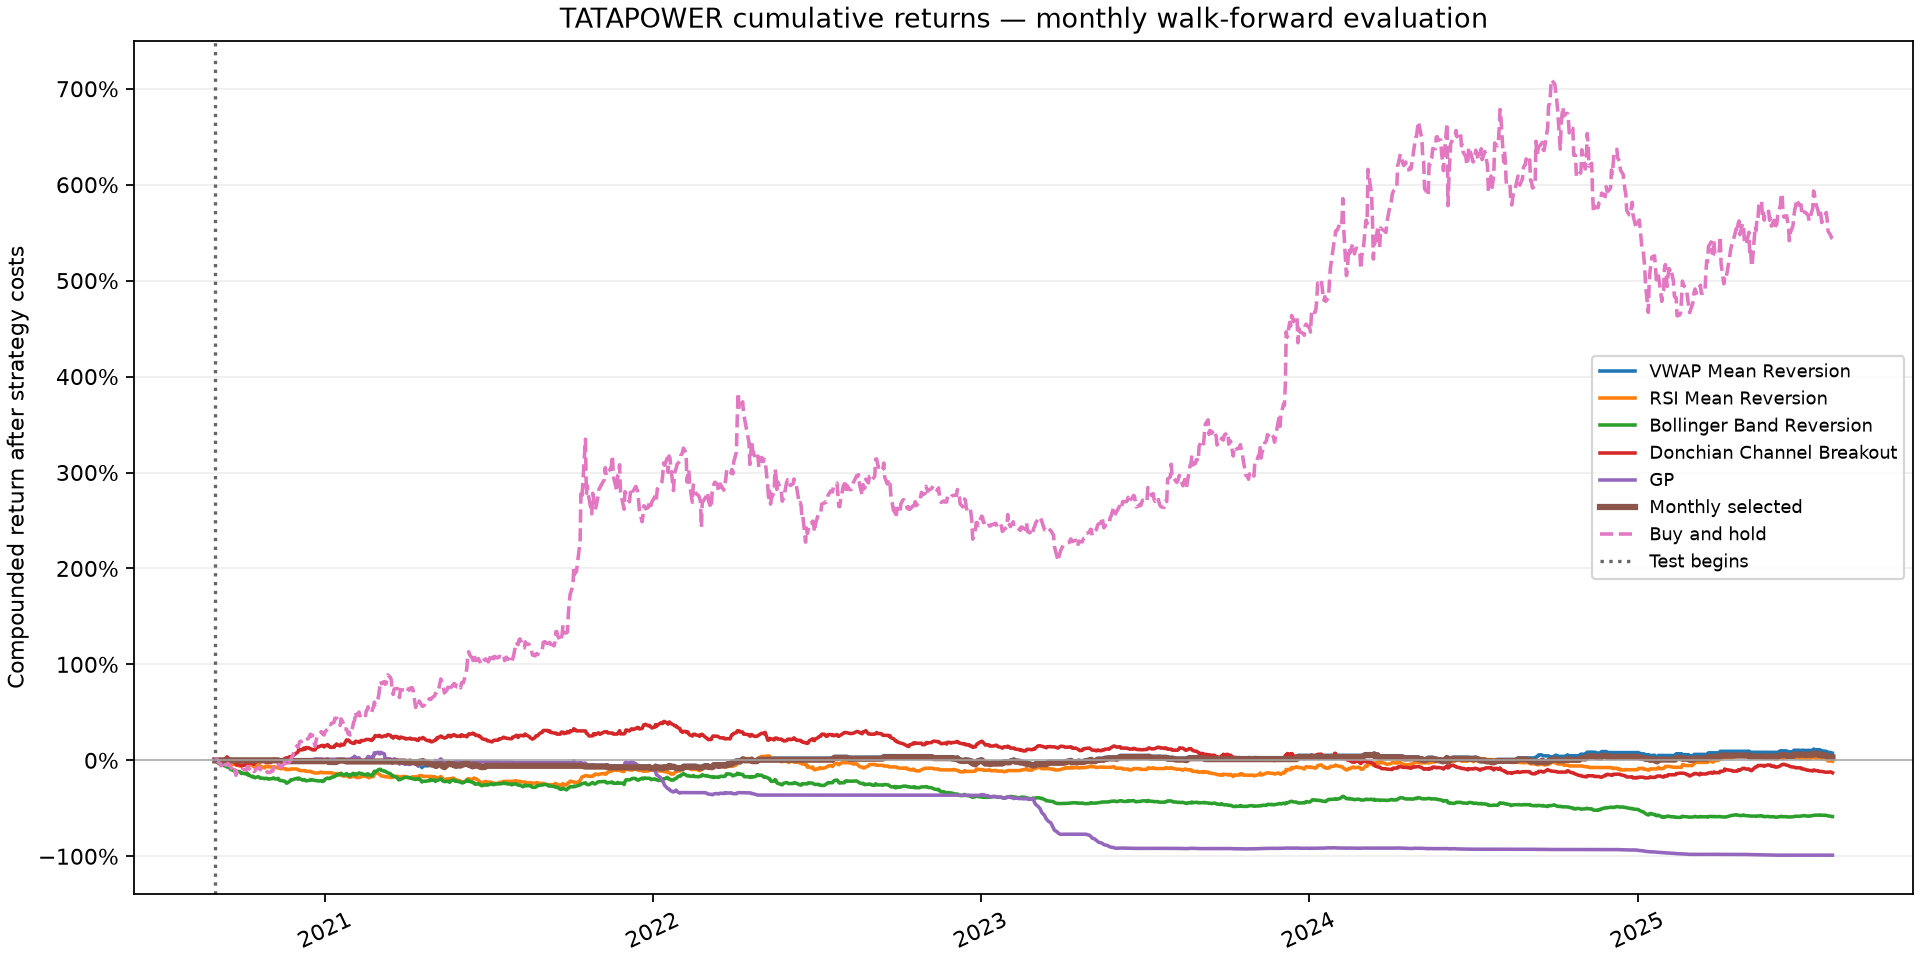 TATAPOWER cumulative returns — monthly walk-forward evaluation
Compounded return after strategy costs
700%
600%
500%
400%
300%
200%
100%
0%
−100%
VWAP Mean Reversion
RSI Mean Reversion
Bollinger Band Reversion
Donchian Channel Breakout
GP
Monthly selected
Buy and hold
Test begins
2021
2022
2023
2024
2025